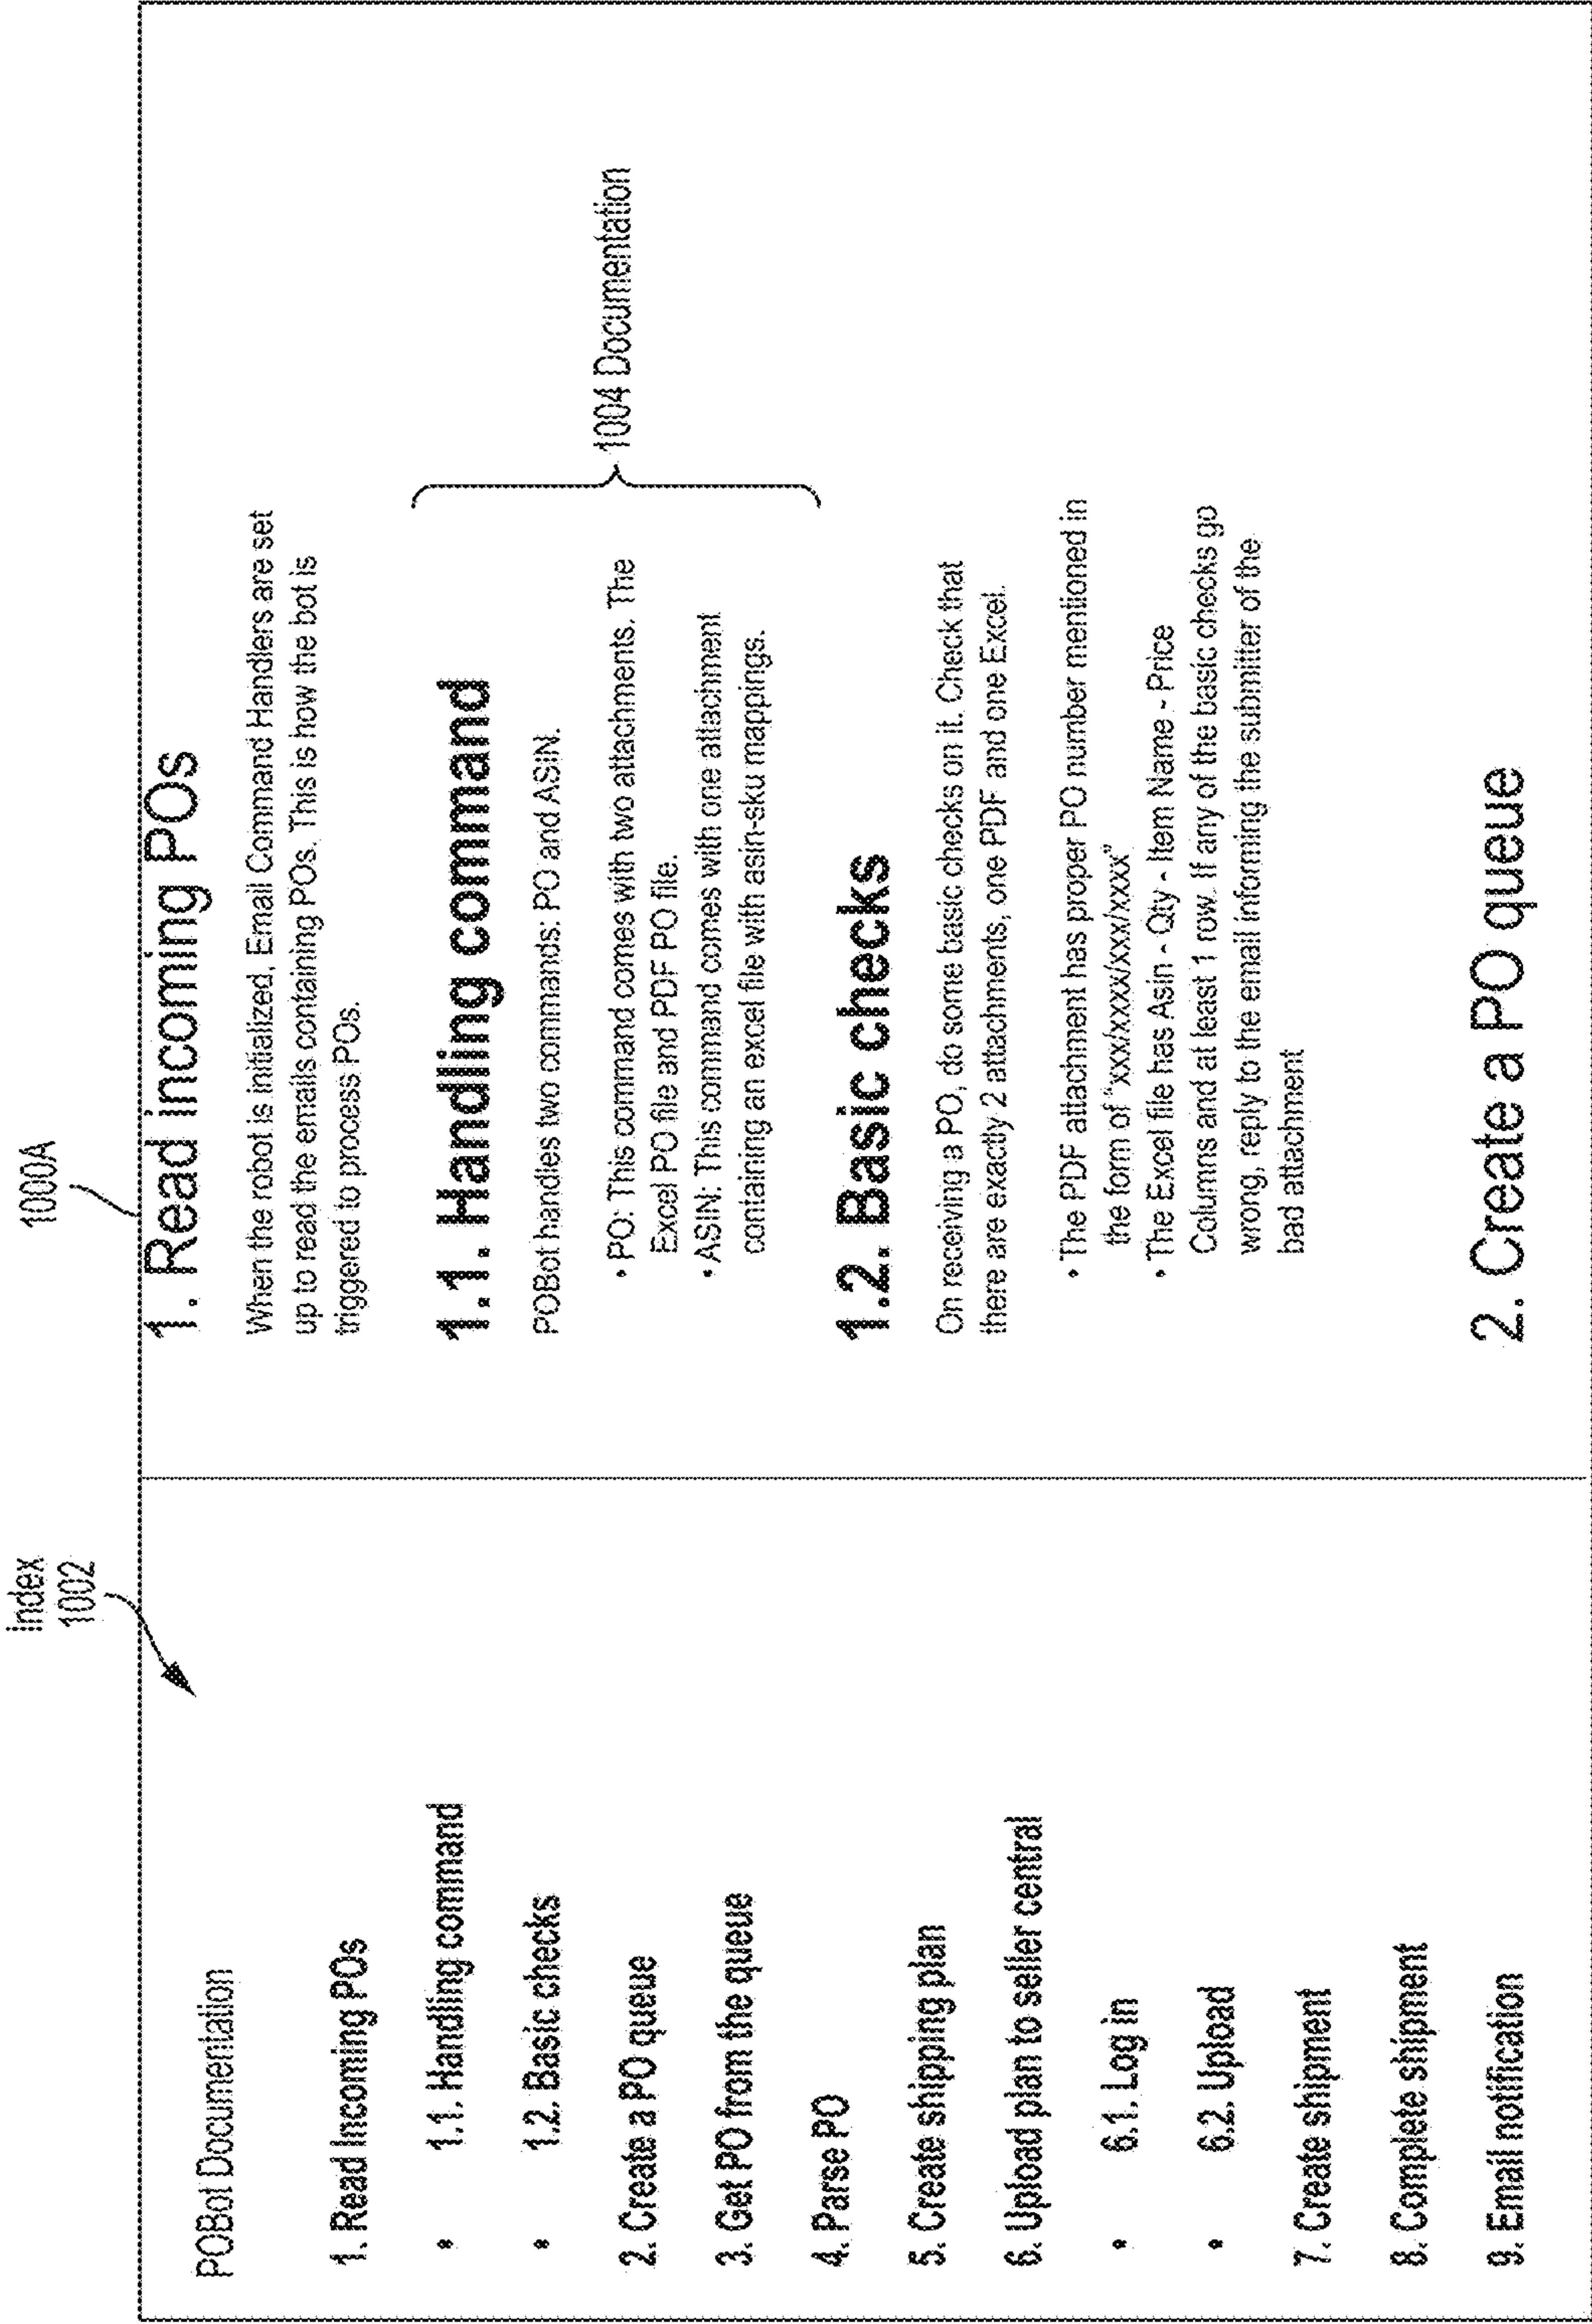 1000A
index
1002
POBot Documentation
1. Read Incoming POs
• 1.1. Handling command
• 1.2. Basic checks
2. Create a PO queue
3. Get PO from the queue
4. Parse PO
5. Create shipping plan
6. Upload plan to seller central
• 6.1. Log in
• 6.2. Upload
7. Create shipment
8. Complete shipment
9. Email notification
1. Read incoming POs
When the robot is initialized, Email Command Handlers are set
up to read the emails containing POs. This is how the bot is
triggered to process POs.
1.1. Handling command
POBot handles two commands: PO and ASIN.
• PO: This command comes with two attachments. The
Excel PO file and PDF PO file.
• ASIN: This command comes with one attachment
containing an excel file with asin-sku mappings.
1004 Documentation
1.2. Basic checks
On receiving a PO, do some basic checks on it. Check that
there are exactly 2 attachments, one PDF and one Excel.
• The PDF attachment has proper PO number mentioned in
the form of “xxx/xxxx/xxx/xxxx”
• The Excel file has Asin - Qty - Item Name - Price
Columns and at least 1 row. If any of the basic checks go
wrong, reply to the email informing the submitter of the
bad attachment
2. Create a PO queue